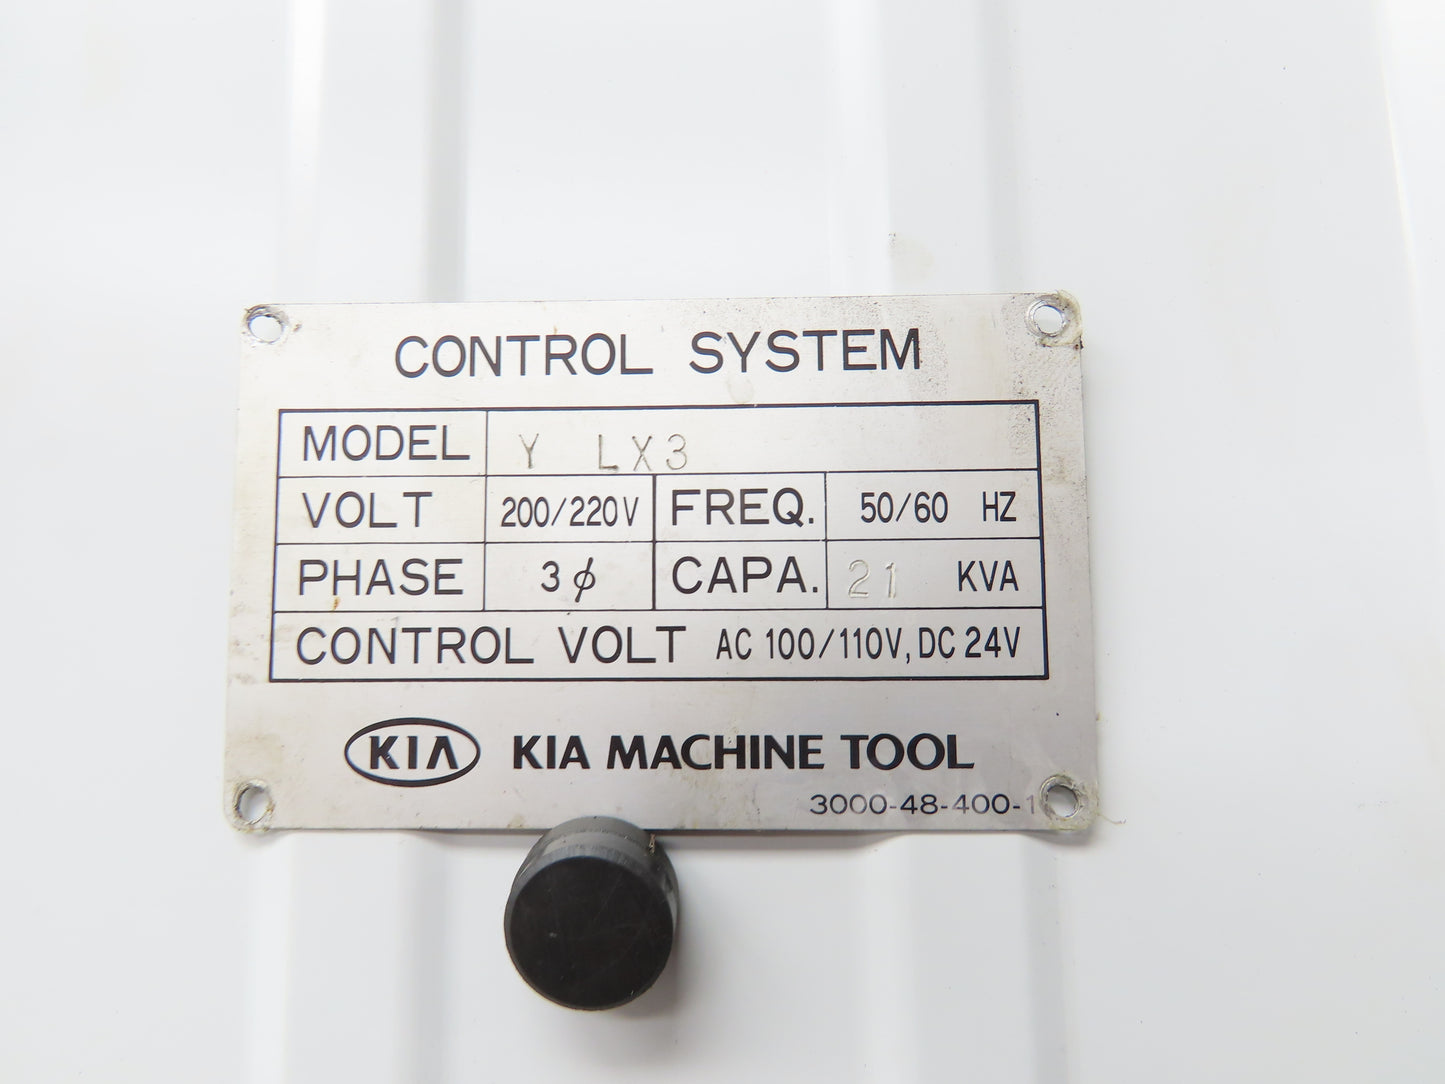 CONTROL SYSTEM
MODEL Y LX3
VOLT 200/220V FREQ. 50/60 HZ
PHASE 3ϕ CAPA. 21 KVA
CONTROL VOLT AC 100/110V, DC 24V
KIA KIA MACHINE TOOL
3000-48-400-1